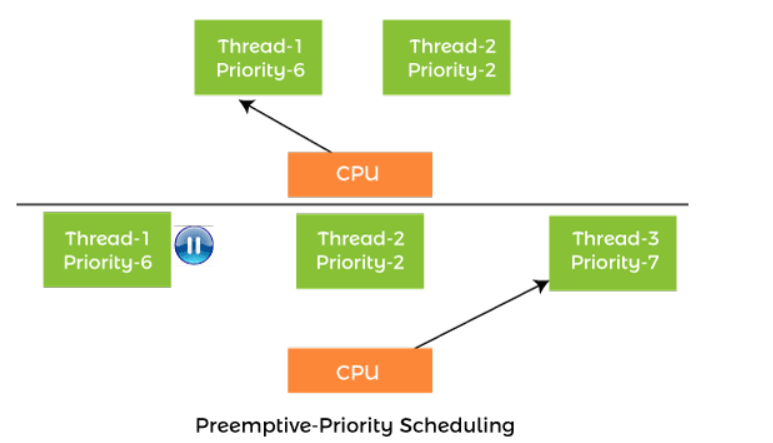 Thread-1
Priority-6
Thread-2
Priority-2
CPU
Thread-1
Priority-6
Thread-2
Priority-2
Thread-3
Priority-7
CPU
Preemptive-Priority Scheduling